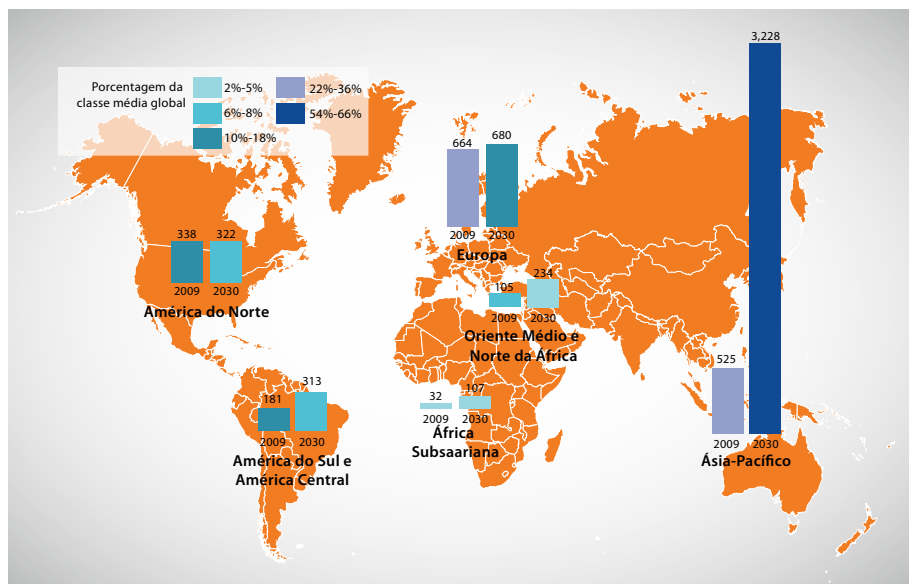 Porcentagem da
classe média global
2%-5%
6%-8%
10%-18%
22%-36%
54%-66%
338
322
2009
2030
América do Norte
664
680
2009
2030
Europa
105
234
2009
2030
Oriente Médio e
Norte da África
181
313
2009
2030
América do Sul e
América Central
32
107
2009
2030
África
Subsaariana
525
3,228
2009
2030
Ásia-Pacífico